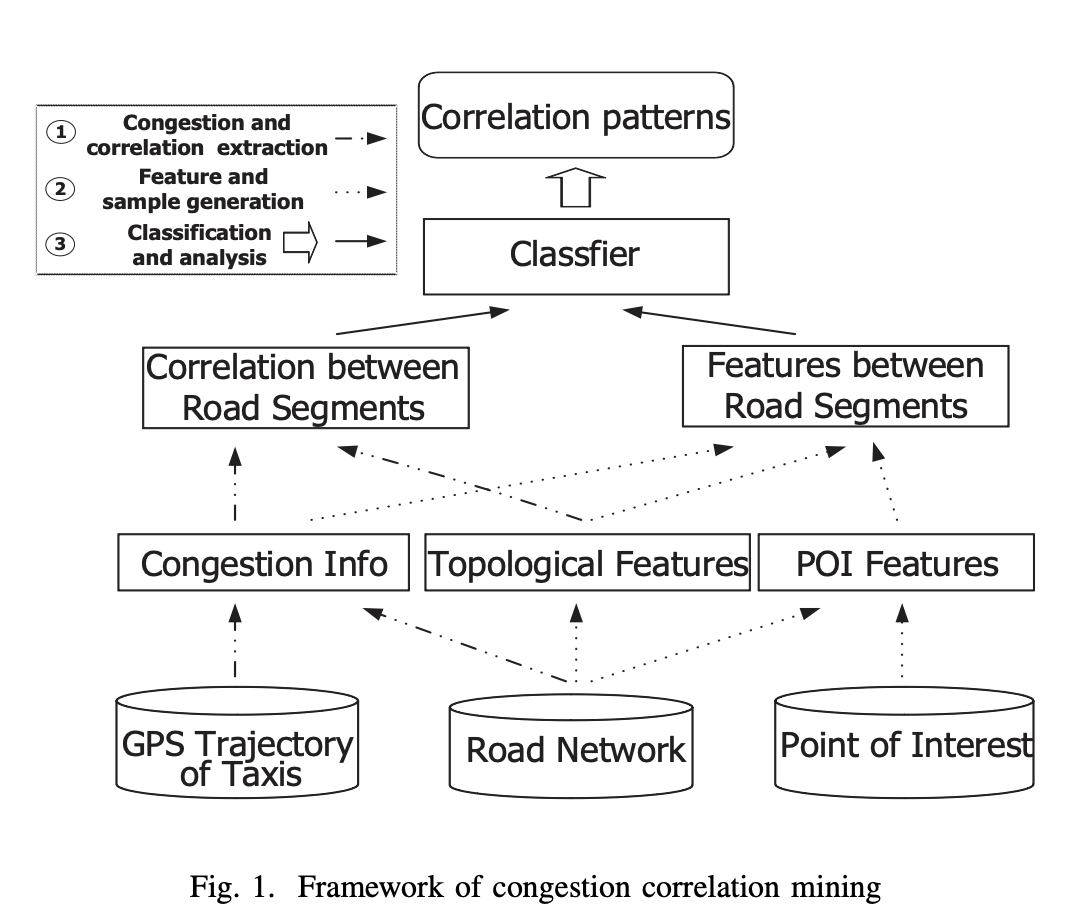 Correlation patterns
1 Congestion and
correlation extraction
2 Feature and
sample generation
3 Classification
and analysis
Classfier
Correlation between
Road Segments
Features between
Road Segments
Congestion Info
Topological Features
POI Features
GPS Trajectory
of Taxis
Road Network
Point of Interest
Fig. 1. Framework of congestion correlation mining